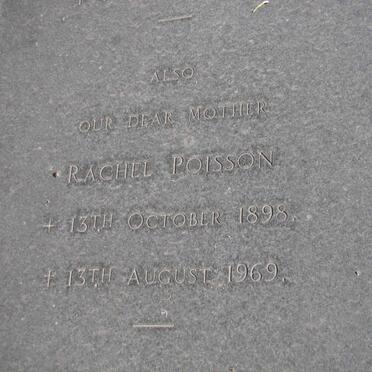 ALSO
OUR DEAR MOTHER
RACHEL POISSON
+ 13TH OCTOBER 1898.
+ 13TH AUGUST 1969.